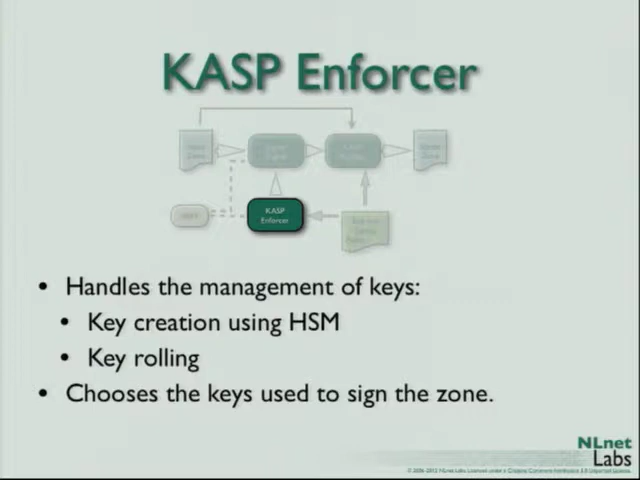 KASP Enforcer
KASP
Enforcer
• Handles the management of keys:
• Key creation using HSM
• Key rolling
• Chooses the keys used to sign the zone.
NLnet
Labs